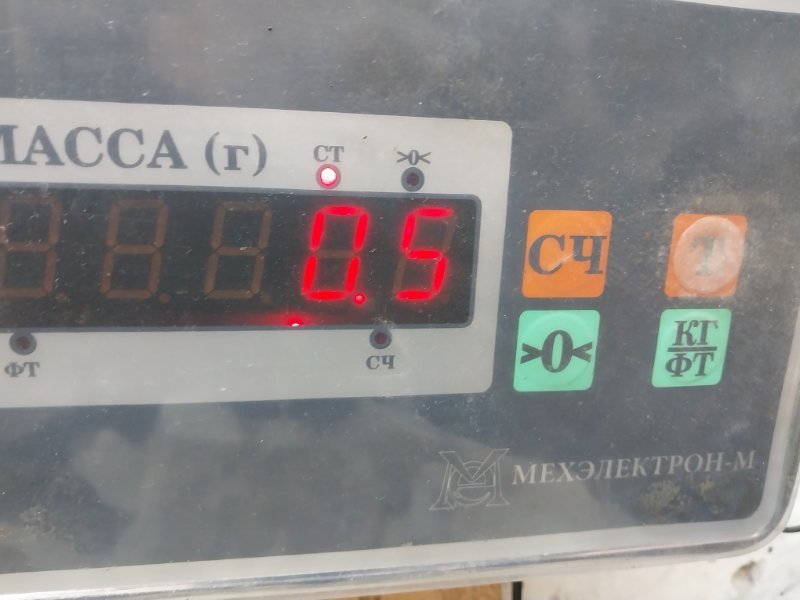 МАССА (г)
СТ
>0<
0.5
ФТ
СЧ
СЧ
Т
>0<
КГ
ФТ
МЕХЭЛЕКТРОН-М